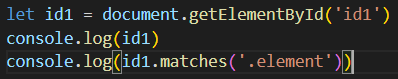 let id1 = document.getElementById('id1')
console.log(id1)
console.log(id1.matches('.element'))